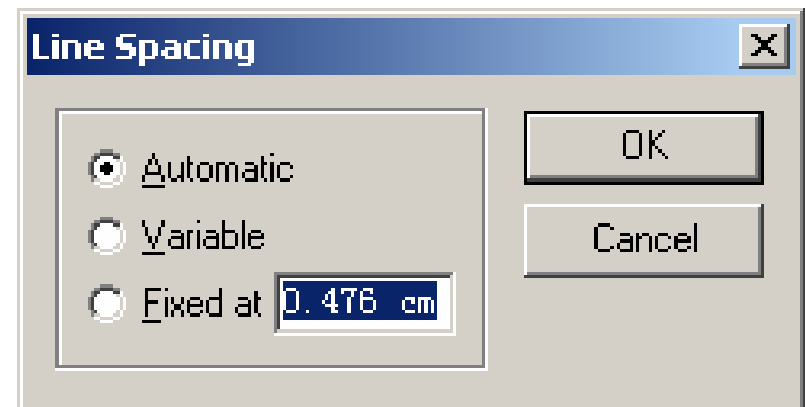 Line Spacing
OK
Automatic
Variable
Cancel
Fixed at 0.476 cm